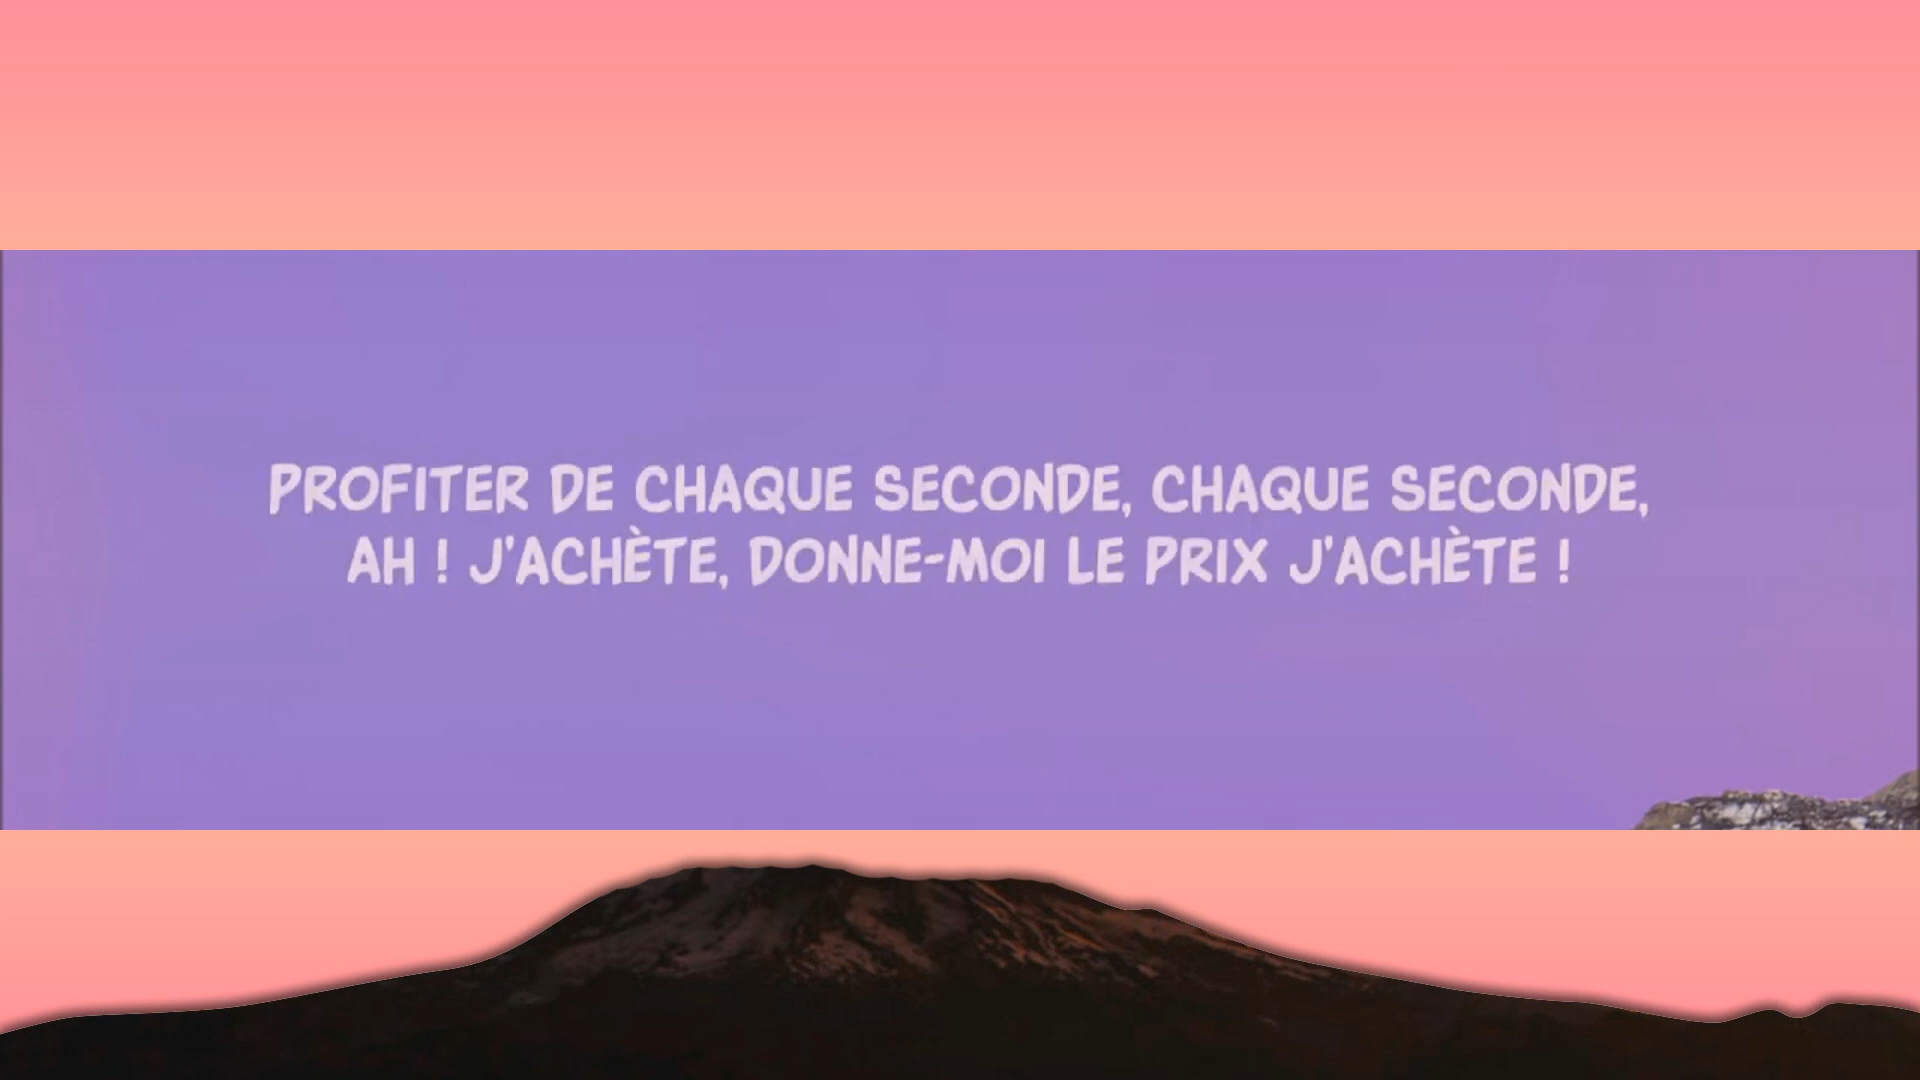 PROFITER DE CHAQUE SECONDE, CHAQUE SECONDE,
AH ! J'ACHÈTE, DONNE-MOI LE PRIX J'ACHÈTE !